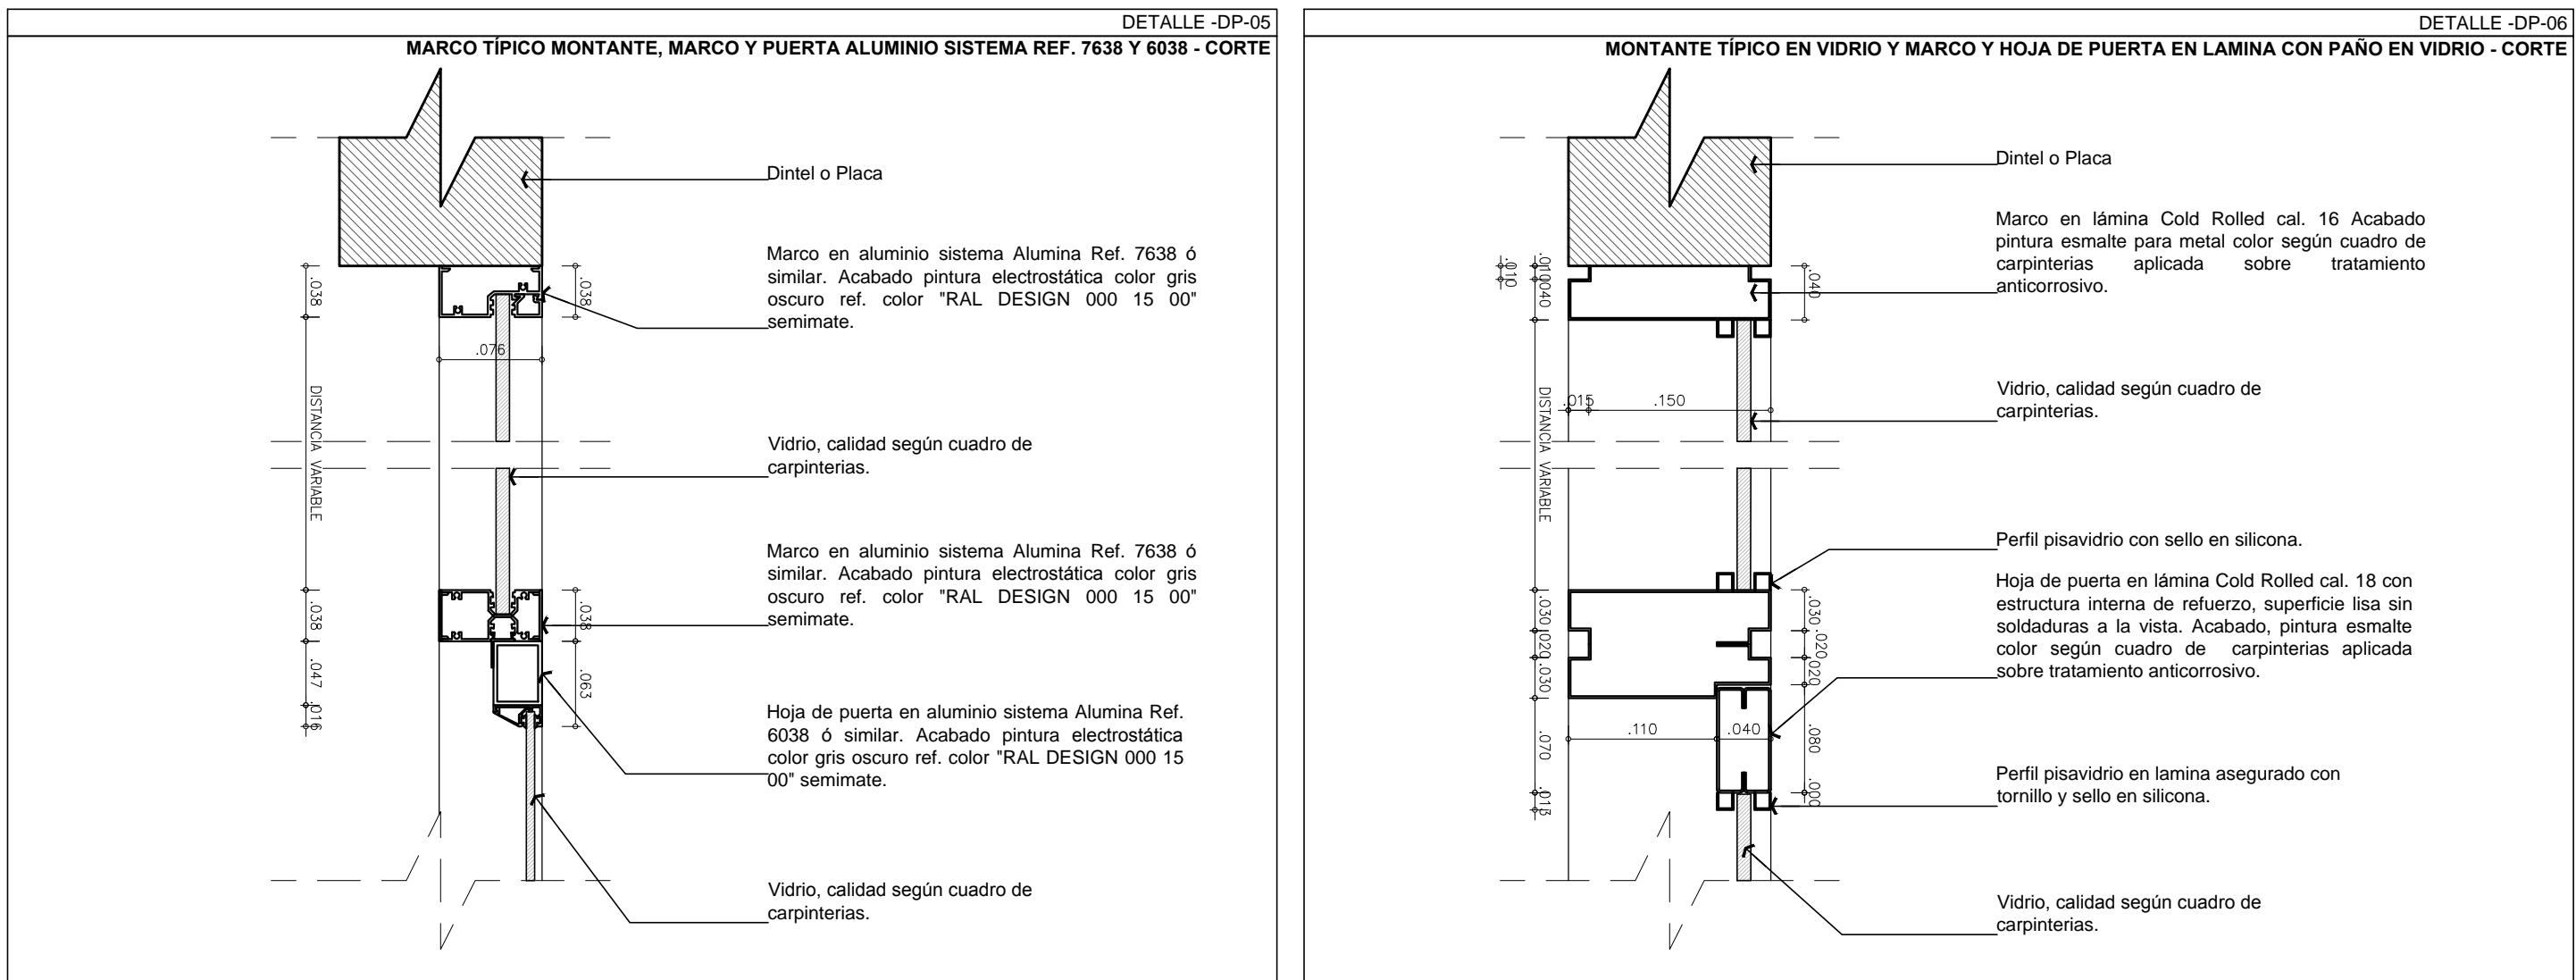 DETALLE -DP-05
MARCO TÍPICO MONTANTE, MARCO Y PUERTA ALUMINIO SISTEMA REF. 7638 Y 6038 - CORTE
Dintel o Placa
Marco en aluminio sistema Alumina Ref. 7638 ó
similar. Acabado pintura electrostática color gris
oscuro ref. color "RAL DESIGN 000 15 00"
semimate.
.038
.038
.076
DISTANCIA VARIABLE
Vidrio, calidad según cuadro de
carpinterias.
Marco en aluminio sistema Alumina Ref. 7638 ó
similar. Acabado pintura electrostática color gris
oscuro ref. color "RAL DESIGN 000 15 00"
semimate.
.038
.038
.047
.063
.016
Hoja de puerta en aluminio sistema Alumina Ref.
6038 ó similar. Acabado pintura electrostática
color gris oscuro ref. color "RAL DESIGN 000 15
00" semimate.
Vidrio, calidad según cuadro de
carpinterias.
DETALLE -DP-06
MONTANTE TÍPICO EN VIDRIO Y MARCO Y HOJA DE PUERTA EN LAMINA CON PAÑO EN VIDRIO - CORTE
Dintel o Placa
Marco en lámina Cold Rolled cal. 16 Acabado
pintura esmalte para metal color según cuadro de
carpinterias aplicada sobre tratamiento
anticorrosivo.
.010
.010
.040
.040
.015
.150
DISTANCIA VARIABLE
Vidrio, calidad según cuadro de
carpinterias.
Perfil pisavidrio con sello en silicona.
Hoja de puerta en lámina Cold Rolled cal. 18 con
estructura interna de refuerzo, superficie lisa sin
soldaduras a la vista. Acabado, pintura esmalte
color según cuadro de carpinterias aplicada
sobre tratamiento anticorrosivo.
.030
.020
.030
.030
.020
.020
.110
.040
.070
.080
.013
.000
Perfil pisavidrio en lamina asegurado con
tornillo y sello en silicona.
Vidrio, calidad según cuadro de
carpinterias.